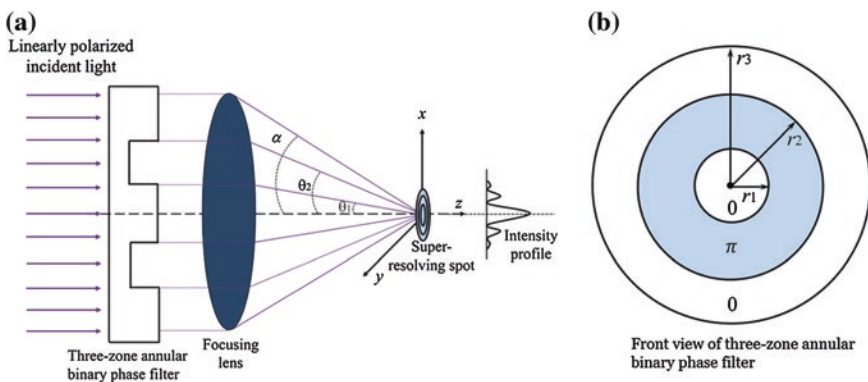 (a)
Linearly polarized
incident light
α
θ2
θ1
x
z
y
Super-
resolving spot
Intensity
profile
Three-zone annular
binary phase filter
Focusing
lens
(b)
r3
r2
r1
0
π
0
Front view of three-zone annular
binary phase filter